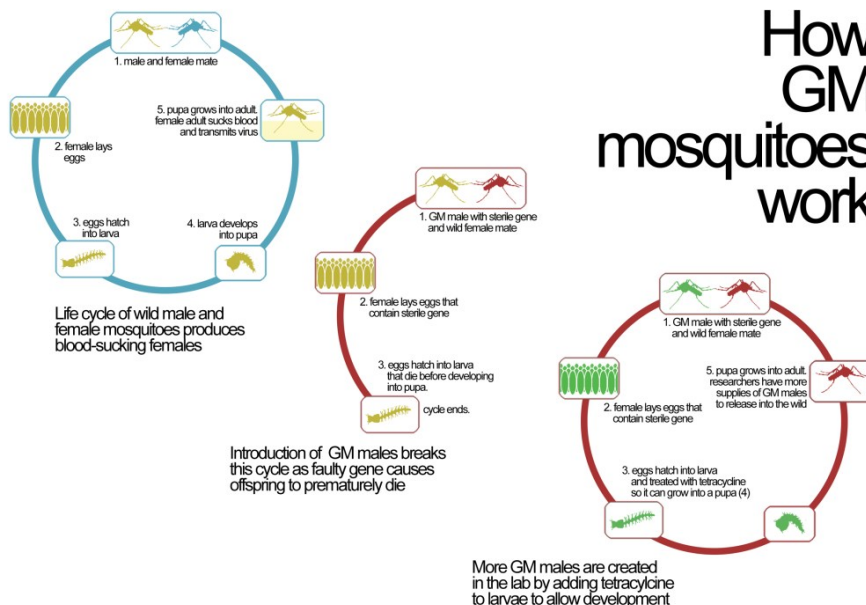 How
GM
mosquitoes
work
1. male and female mate
2. female lays
eggs
3. eggs hatch
into larva
4. larva develops
into pupa
5. pupa grows into adult.
female adult sucks blood
and transmits virus
Life cycle of wild male and
female mosquitoes produces
blood-sucking females
1. GM male with sterile gene
and wild female mate
2. female lays eggs that
contain sterile gene
3. eggs hatch into larva
that die before developing
into pupa.
cycle ends.
Introduction of GM males breaks
this cycle as faulty gene causes
offspring to prematurely die
1. GM male with sterile gene
and wild female mate
2. female lays eggs that
contain sterile gene
3. eggs hatch into larva
and treated with tetracycline
so it can grow into a pupa (4)
5. pupa grows into adult.
researchers have more
supplies of GM males
to release into the wild
More GM males are created
in the lab by adding tetracylcine
to larvae to allow development